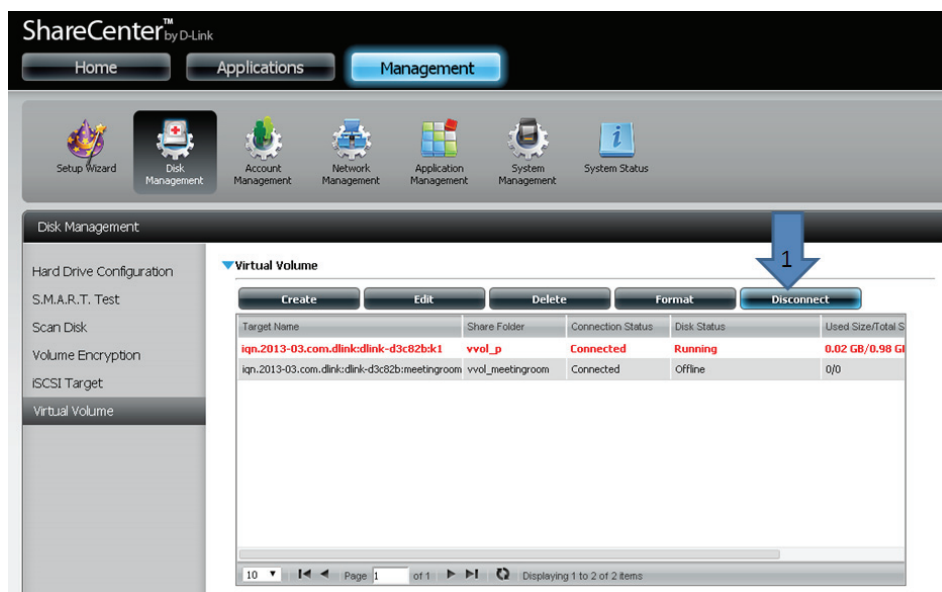 ShareCenter™ by D-Link
Home Applications Management
Setup Wizard
Disk Management
Account Management
Network Management
Application Management
System Management
System Status
Disk Management
Hard Drive Configuration
S.M.A.R.T. Test
Scan Disk
Volume Encryption
iSCSI Target
Virtual Volume
Virtual Volume
1
Create Edit Delete Format Disconnect
Target Name Share Folder Connection Status Disk Status Used Size/Total S
iqn.2013-03.com.dlink:dlink-d3c82b:k1 vvol_p Connected Running 0.02 GB/0.98 GI
iqn.2013-03.com.dlink:dlink-d3c82b:meetingroom vvol_meetingroom Connected Offline 0/0
10 Page 1 of 1 Displaying 1 to 2 of 2 items